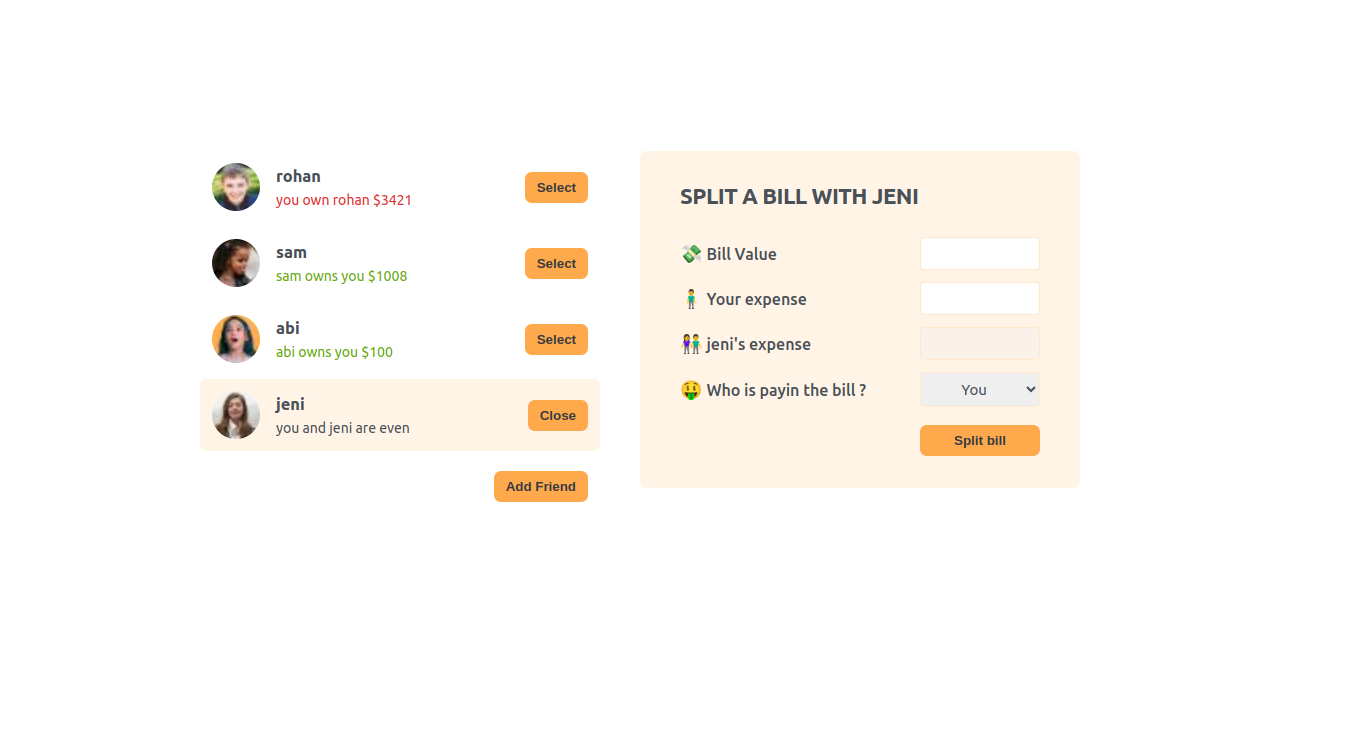 rohan
you own rohan $3421
Select
sam
sam owns you $1008
Select
abi
abi owns you $100
Select
jeni
you and jeni are even
Close
Add Friend
SPLIT A BILL WITH JENI
💸 Bill Value
🧍‍♂️ Your expense
👫 jeni's expense
🤑 Who is payin the bill ?
You
Split bill